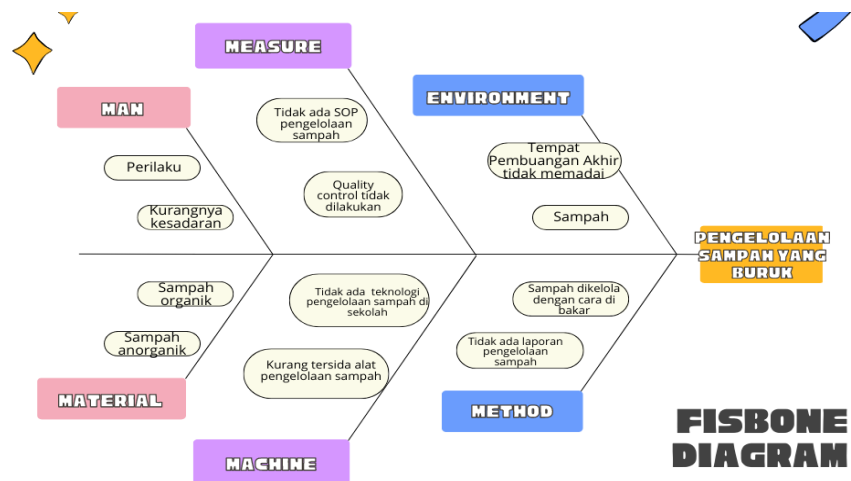 MEASURE
MAN
ENVIRONMENT
Tidak ada SOP
pengelolaan
sampah
Perilaku
Quality
control tidak
dilakukan
Kurangnya
kesadaran
Tempat
Pembuangan Akhir
tidak memadai
Sampah
PENGELOLAAN
SAMPAH YANG
BURUK
Sampah
organik
Sampah
anorganik
Tidak ada teknologi
pengelolaan sampah di
sekolah
Kurang tersida alat
pengelolaan sampah
Sampah dikelola
dengan cara di
bakar
Tidak ada laporan
pengelolaan
sampah
MATERIAL
MACHINE
METHOD
FISBONE
DIAGRAM